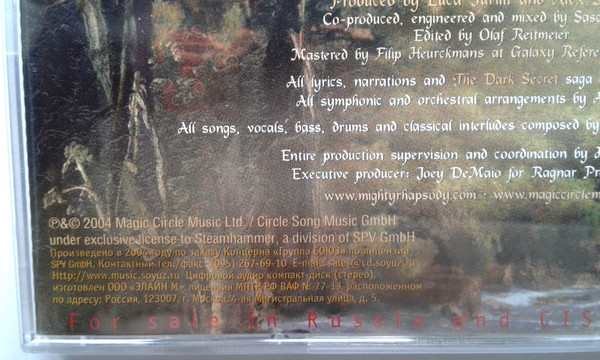 Produced by Luca Turilli and Alex S
Co-produced, engineered and mixed by Sasc
Edited by Olaf Reitmeier
Mastered by Filip Heurckmans at Galaxy Refere
All lyrics, narrations and The Dark Secret saga
All symphonic and orchestral arrangements by A
All songs, vocals, bass, drums and classical interludes composed by
Entire production supervision and coordination by
Executive producer: Joey DeMaio for Ragnar Pr
www.mightyrhapsody.com · www.magiccirclem
℗&© 2004 Magic Circle Music Ltd. / Circle Song Music GmbH
under exclusive license to Steamhammer, a division of SPV GmbH
Произведено в 2004 году по заказу Концерна «Группа СОЮЗ» по лицензии
SPV GmbH. Контактный тел/факс: (095) 267-69-10. E-mail: sales@cd.soyuz.ru
Http://www.music.soyuz.ru Цифровой аудио компакт-диск (стерео),
изготовлен ООО «ЭЛАЙН М», лицензия МПТР РФ ВАФ № 77-13, расположенном
по адресу: Россия, 123007, г. Москва, 4-ая Магистральная улица, д. 5.
For sale in Russia and CIS